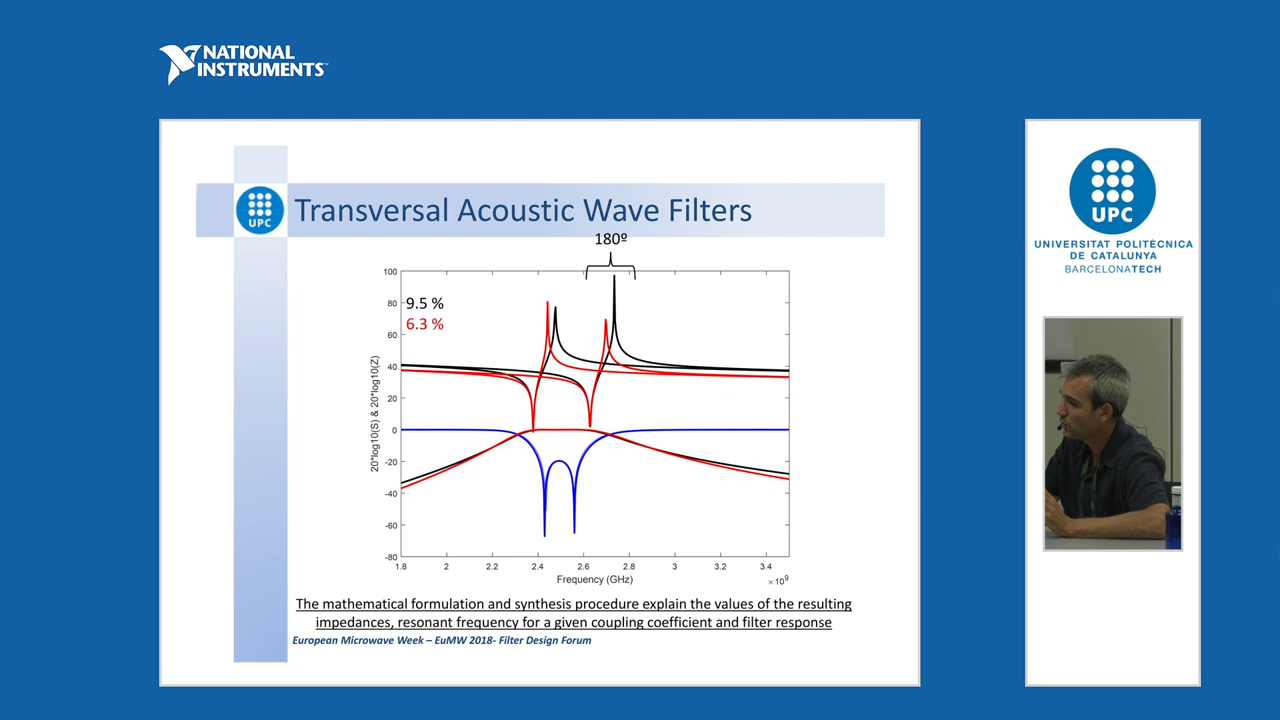 NATIONAL
INSTRUMENTS™
UPC
Transversal Acoustic Wave Filters
180º
9.5 %
6.3 %
100
80
60
40
20
0
-20
-40
-60
-80
20*log10(S) & 20*log10(Z)
1.8 2 2.2 2.4 2.6 2.8 3 3.2 3.4
Frequency (GHz)
×10⁹
The mathematical formulation and synthesis procedure explain the values of the resulting
impedances, resonant frequency for a given coupling coefficient and filter response
European Microwave Week – EuMW 2018- Filter Design Forum
UPC
UNIVERSITAT POLITÈCNICA
DE CATALUNYA
BARCELONATECH